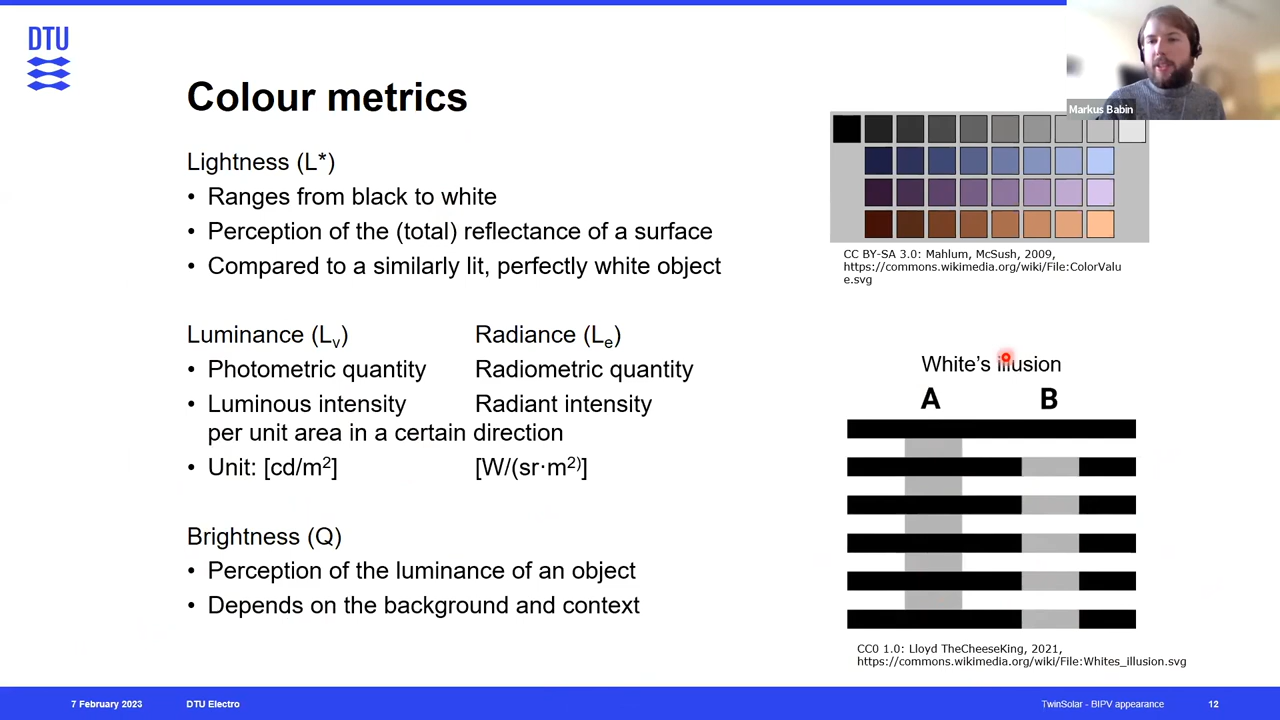 DTU
Colour metrics
Markus Babin
Lightness (L*)
• Ranges from black to white
• Perception of the (total) reflectance of a surface
• Compared to a similarly lit, perfectly white object
CC BY-SA 3.0: Mahlum, McSush, 2009,
https://commons.wikimedia.org/wiki/File:ColorValu
e.svg
Luminance (Lv) Radiance (Le)
• Photometric quantity Radiometric quantity
• Luminous intensity Radiant intensity
per unit area in a certain direction
• Unit: [cd/m²] [W/(sr·m²⁾]
Brightness (Q)
• Perception of the luminance of an object
• Depends on the background and context
White's illusion
A B
CC0 1.0: Lloyd TheCheeseKing, 2021,
https://commons.wikimedia.org/wiki/File:Whites_illusion.svg
7 February 2023 DTU Electro TwinSolar - BIPV appearance 12